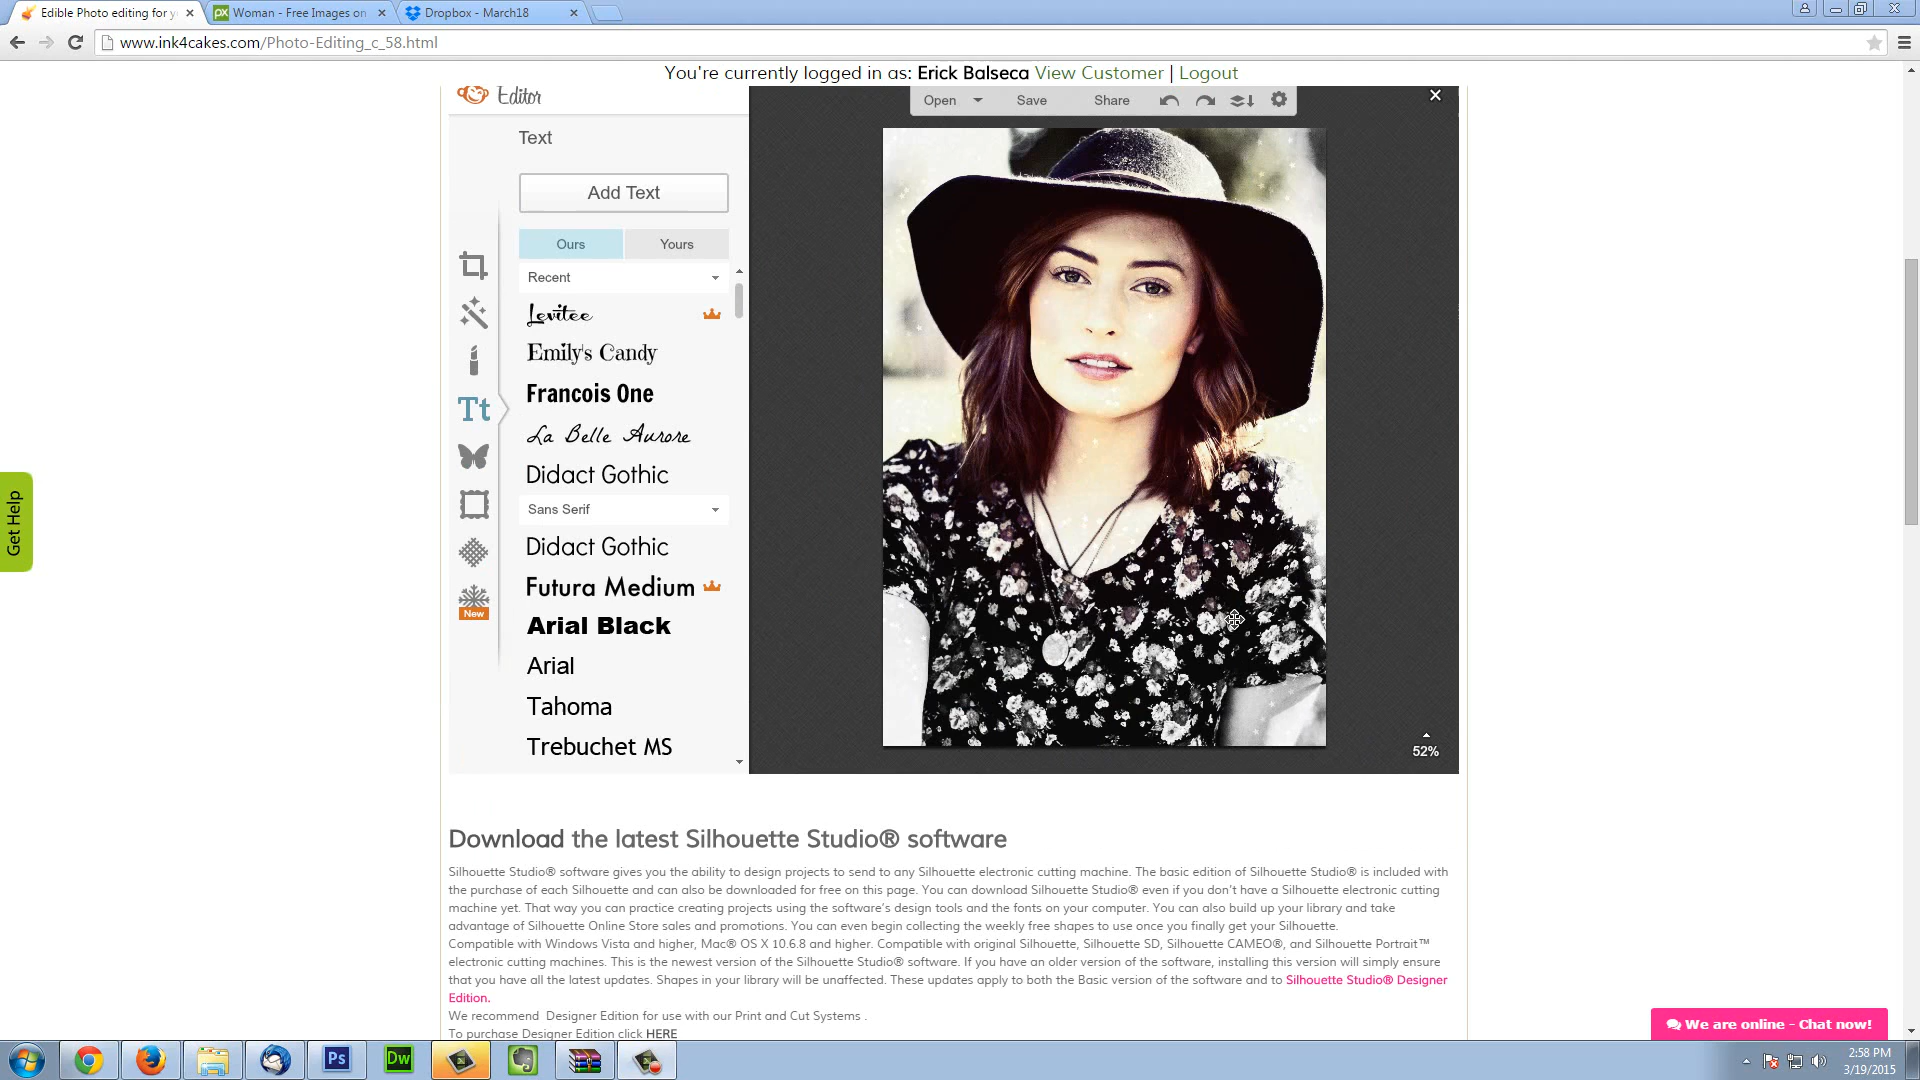 Edible Photo editing for y
Woman - Free Images on
Dropbox - March18
www.ink4cakes.com/Photo-Editing_c_58.html
You're currently logged in as: Erick Balseca View Customer | Logout
Editor
Open
Save
Share
Text
Add Text
Ours
Yours
Recent
Levitee
Emily's Candy
Francois One
La Belle Aurore
Didact Gothic
Sans Serif
Didact Gothic
Futura Medium
Arial Black
Arial
Tahoma
Trebuchet MS
Tt
New
52%
Get Help
Download the latest Silhouette Studio® software
Silhouette Studio® software gives you the ability to design projects to send to any Silhouette electronic cutting machine. The basic edition of Silhouette Studio® is included with
the purchase of each Silhouette and can also be downloaded for free on this page. You can download Silhouette Studio® even if you don't have a Silhouette electronic cutting
machine yet. That way you can practice creating projects using the software's design tools and the fonts on your computer. You can also build up your library and take
advantage of Silhouette Online Store sales and promotions. You can even begin collecting the weekly free shapes to use once you finally get your Silhouette.
Compatible with Windows Vista and higher, Mac® OS X 10.6.8 and higher. Compatible with original Silhouette, Silhouette SD, Silhouette CAMEO®, and Silhouette Portrait™
electronic cutting machines. This is the newest version of the Silhouette Studio® software. If you have an older version of the software, installing this version will simply ensure
that you have all the latest updates. Shapes in your library will be unaffected. These updates apply to both the Basic version of the software and to Silhouette Studio® Designer
Edition.
We recommend Designer Edition for use with our Print and Cut Systems .
To purchase Designer Edition click HERE
We are online - Chat now!
px
Ps
Dw
2:58 PM
3/19/2015